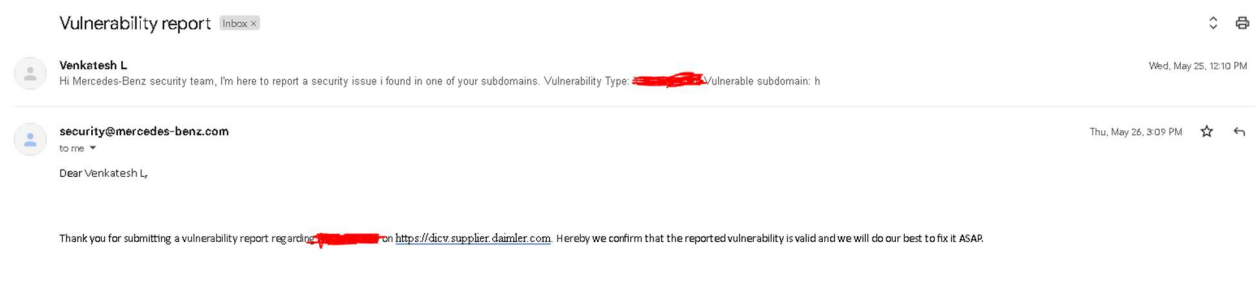 Vulnerability report Inbox ×
Venkatesh L
Wed, May 25, 12:10 PM
Hi Mercedes-Benz security team, I'm here to report a security issue i found in one of your subdomains. Vulnerability Type: Vulnerable subdomain: h
security@mercedes-benz.com
Thu, May 26, 3:09 PM
to me
Dear Venkatesh L,
Thank you for submitting a vulnerability report regarding on https://dicv.supplier.daimler.com. Hereby we confirm that the reported vulnerability is valid and we will do our best to fix it ASAP.